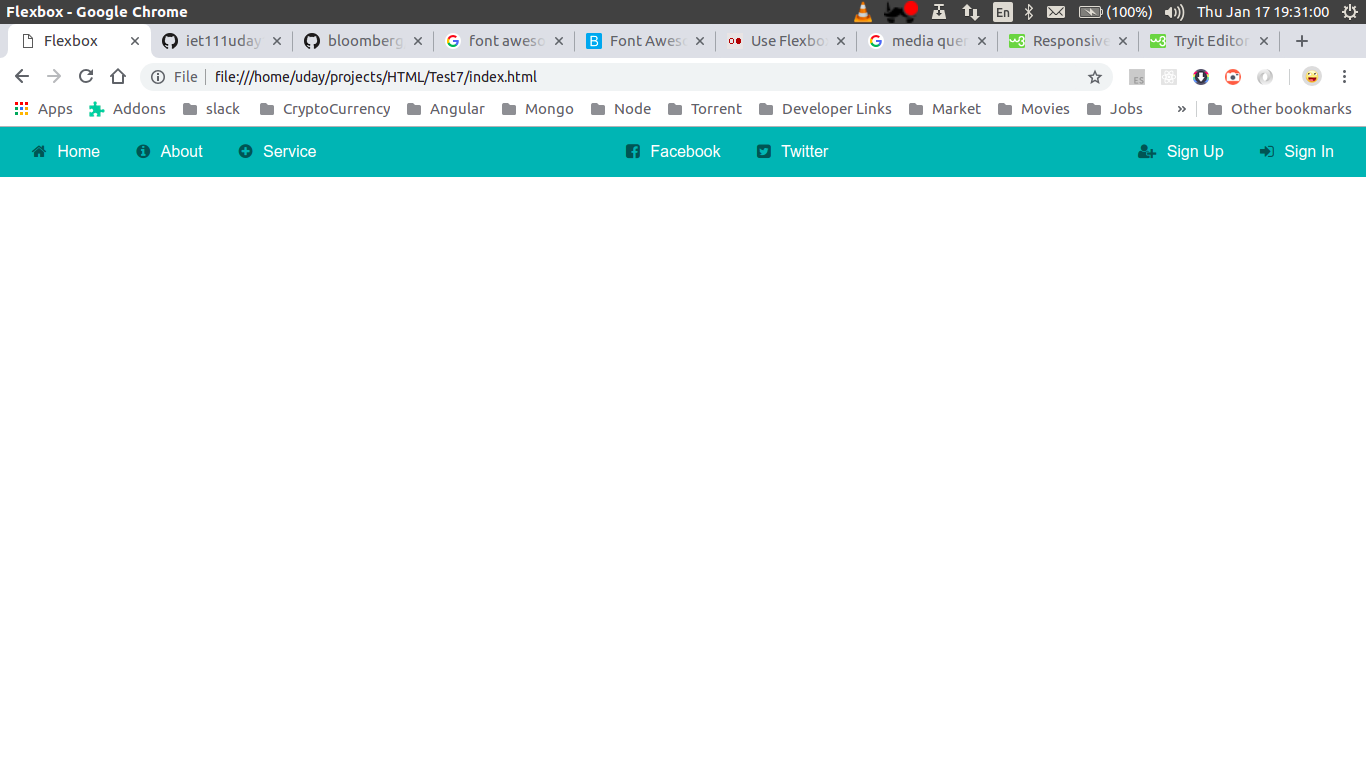 Flexbox - Google Chrome En (100%) Thu Jan 17 19:31:00
Flexbox iet111uday bloomberg font aweso Font Awes Use Flexbo media quer Responsive Tryit Editor
File file:///home/uday/projects/HTML/Test7/index.html ES
Apps Addons slack CryptoCurrency Angular Mongo Node Torrent Developer Links Market Movies Jobs » Other bookmarks
Home About Service Facebook Twitter Sign Up Sign In